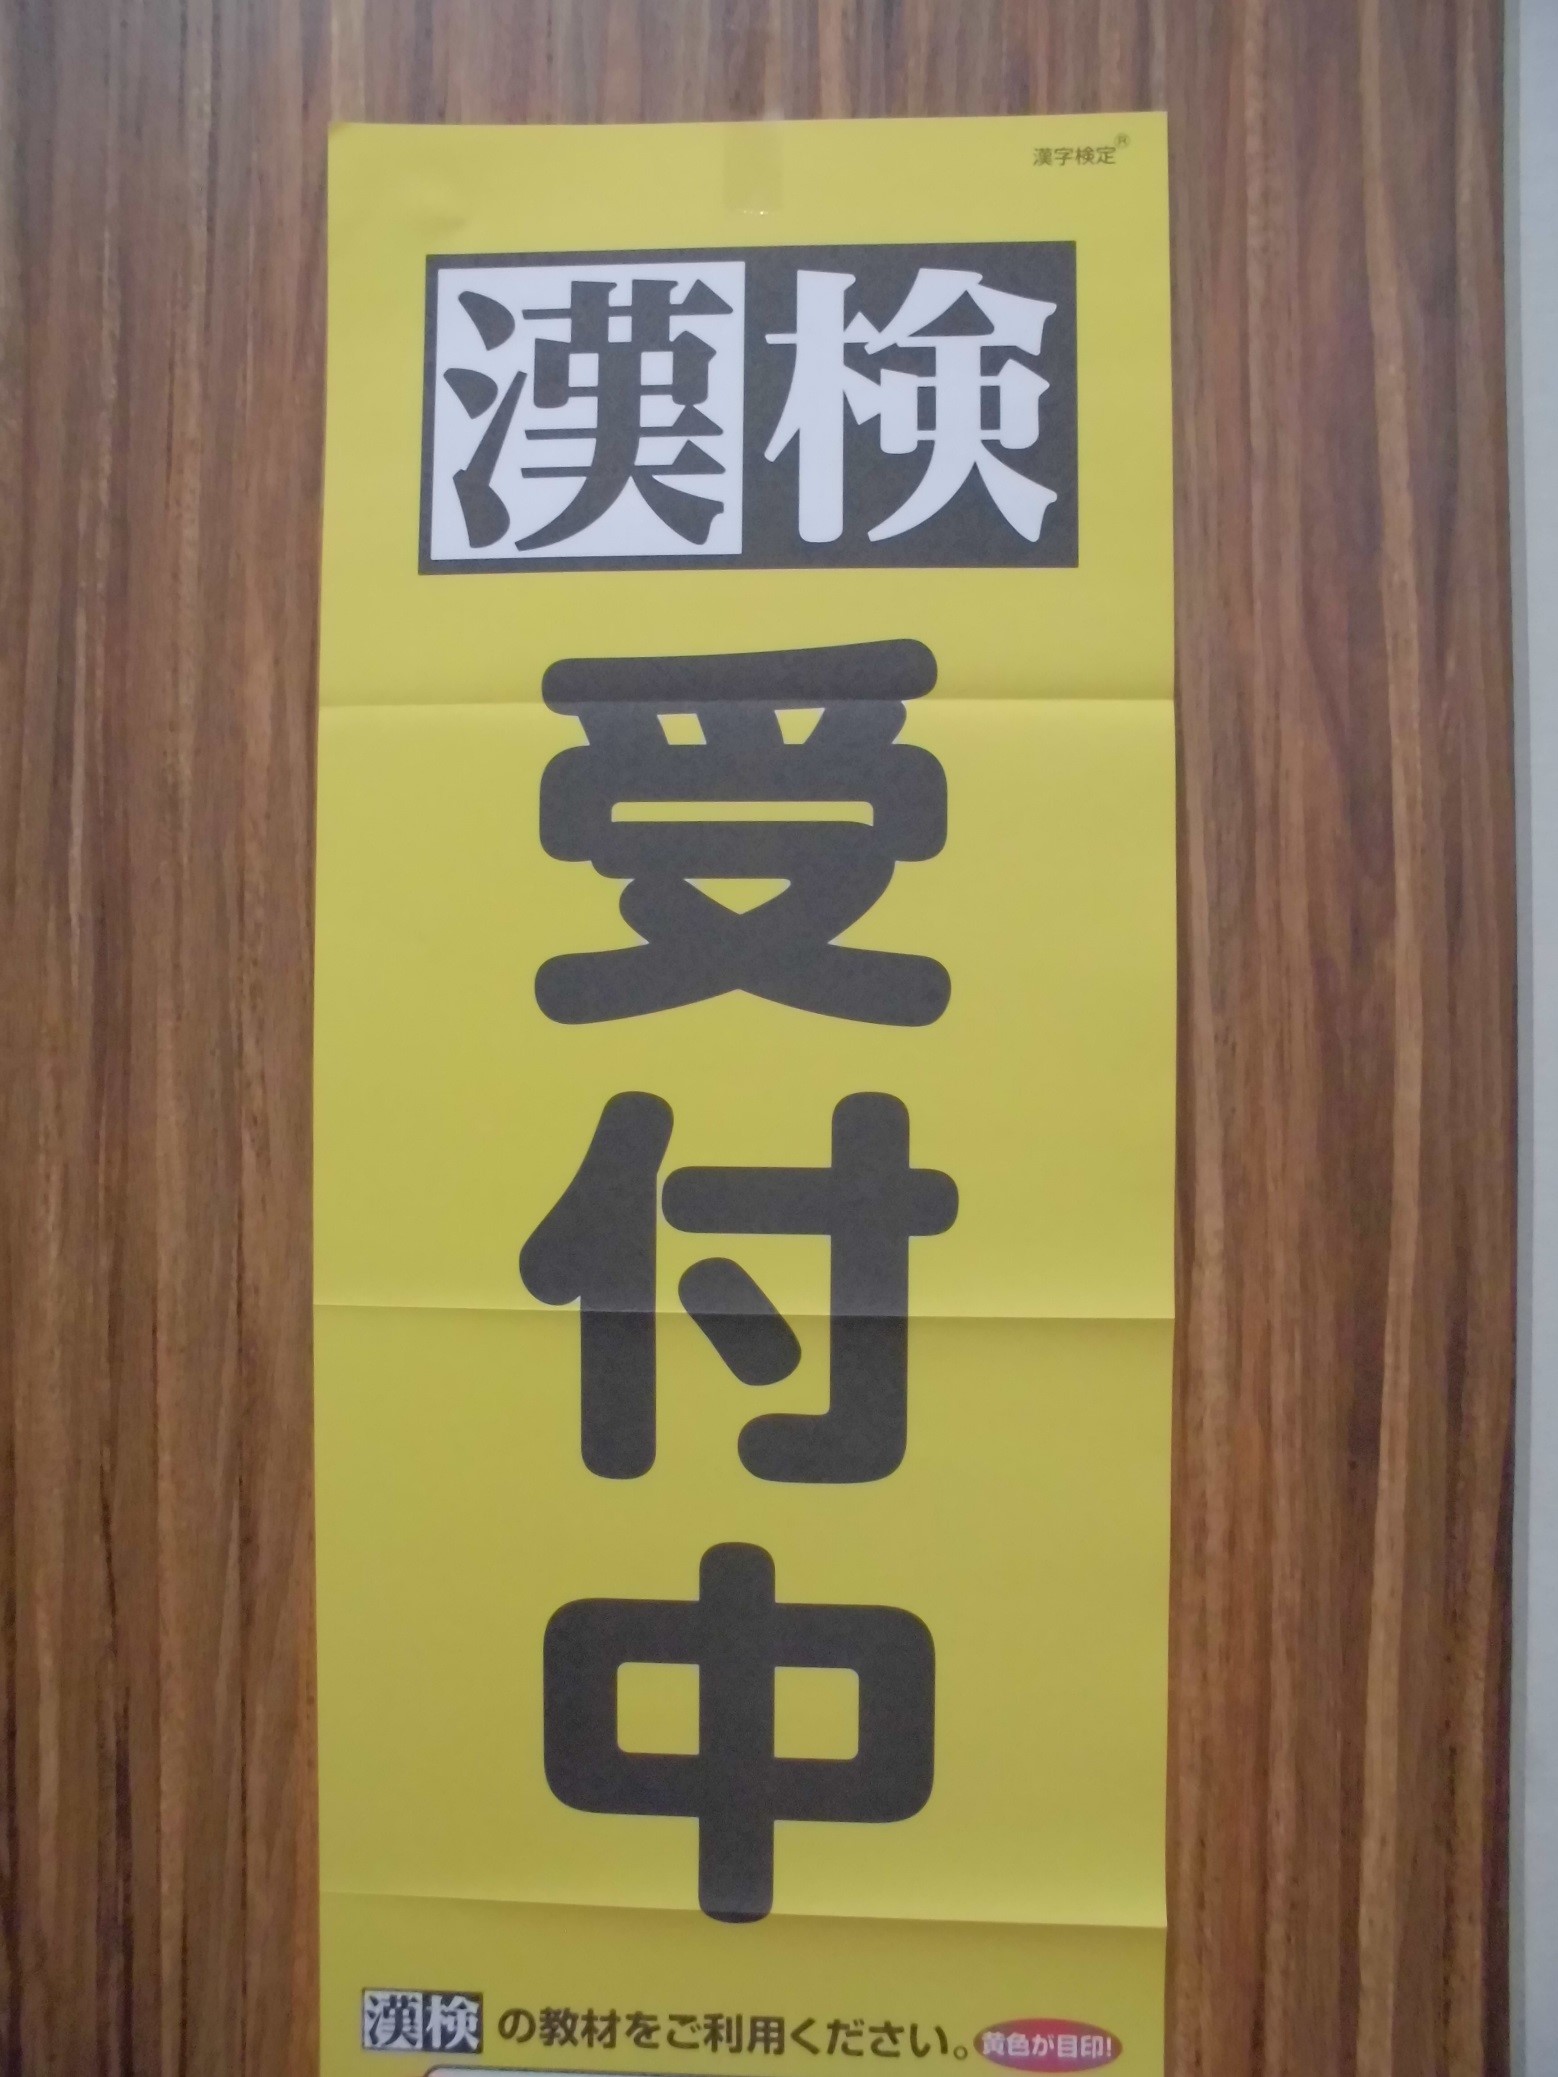 漢字検定®
漢検
受付中
漢検の教材をご利用ください。黄色が目印!